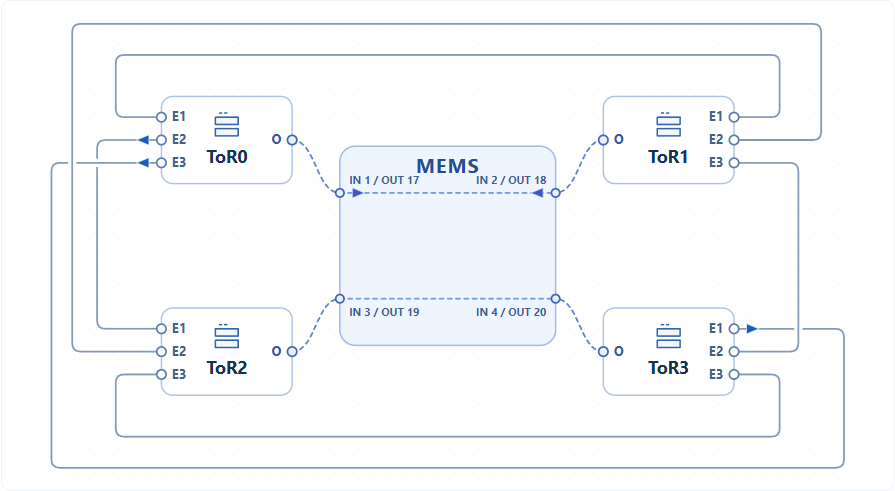 E1
E2
E3
O
ToR0
O
E1
E2
E3
ToR1
MEMS
IN 1 / OUT 17
IN 2 / OUT 18
IN 3 / OUT 19
IN 4 / OUT 20
E1
E2
E3
O
ToR2
O
E1
E2
E3
ToR3